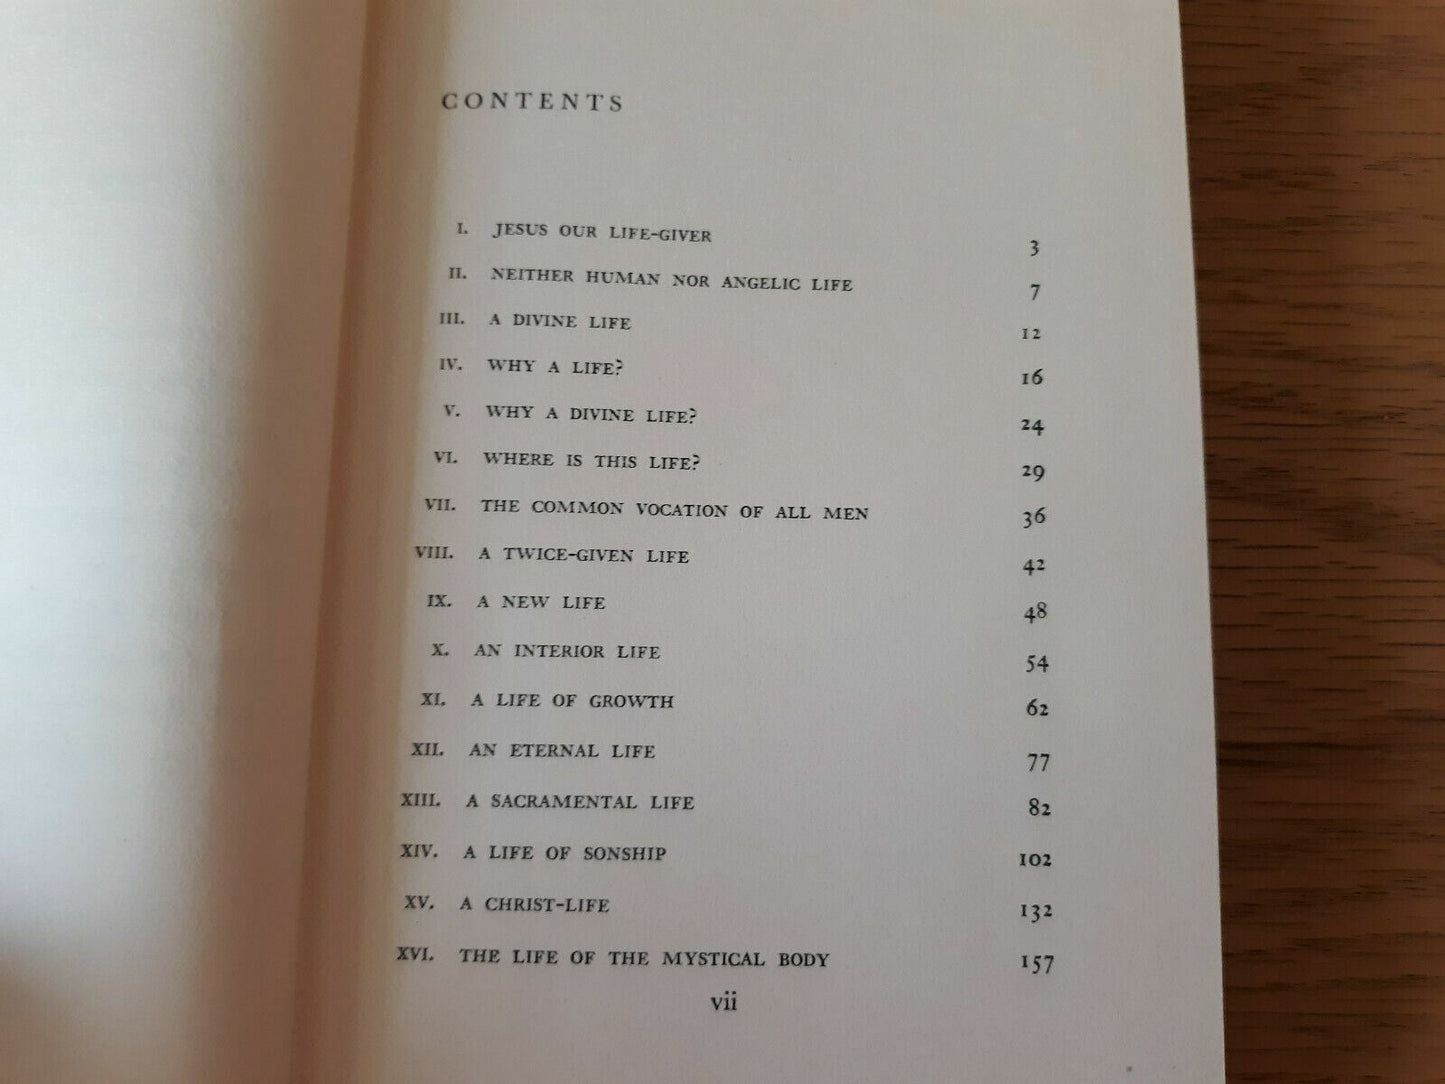 CONTENTS
I. JESUS OUR LIFE-GIVER 3
II. NEITHER HUMAN NOR ANGELIC LIFE 7
III. A DIVINE LIFE 12
IV. WHY A LIFE? 16
V. WHY A DIVINE LIFE? 24
VI. WHERE IS THIS LIFE? 29
VII. THE COMMON VOCATION OF ALL MEN 36
VIII. A TWICE-GIVEN LIFE 42
IX. A NEW LIFE 48
X. AN INTERIOR LIFE 54
XI. A LIFE OF GROWTH 62
XII. AN ETERNAL LIFE 77
XIII. A SACRAMENTAL LIFE 82
XIV. A LIFE OF SONSHIP 102
XV. A CHRIST-LIFE 132
XVI. THE LIFE OF THE MYSTICAL BODY 157
vii